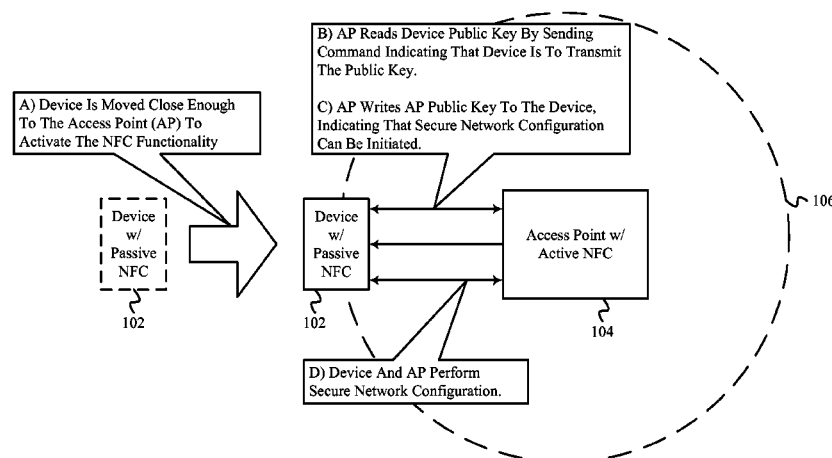 B) AP Reads Device Public Key By Sending
Command Indicating That Device Is To Transmit
The Public Key.
C) AP Writes AP Public Key To The Device,
Indicating That Secure Network Configuration
Can Be Initiated.
A) Device Is Moved Close Enough
To The Access Point (AP) To
Activate The NFC Functionality
106
Device
w/
Passive
NFC
102
Device
w/
Passive
NFC
102
Access Point w/
Active NFC
104
D) Device And AP Perform
Secure Network Configuration.